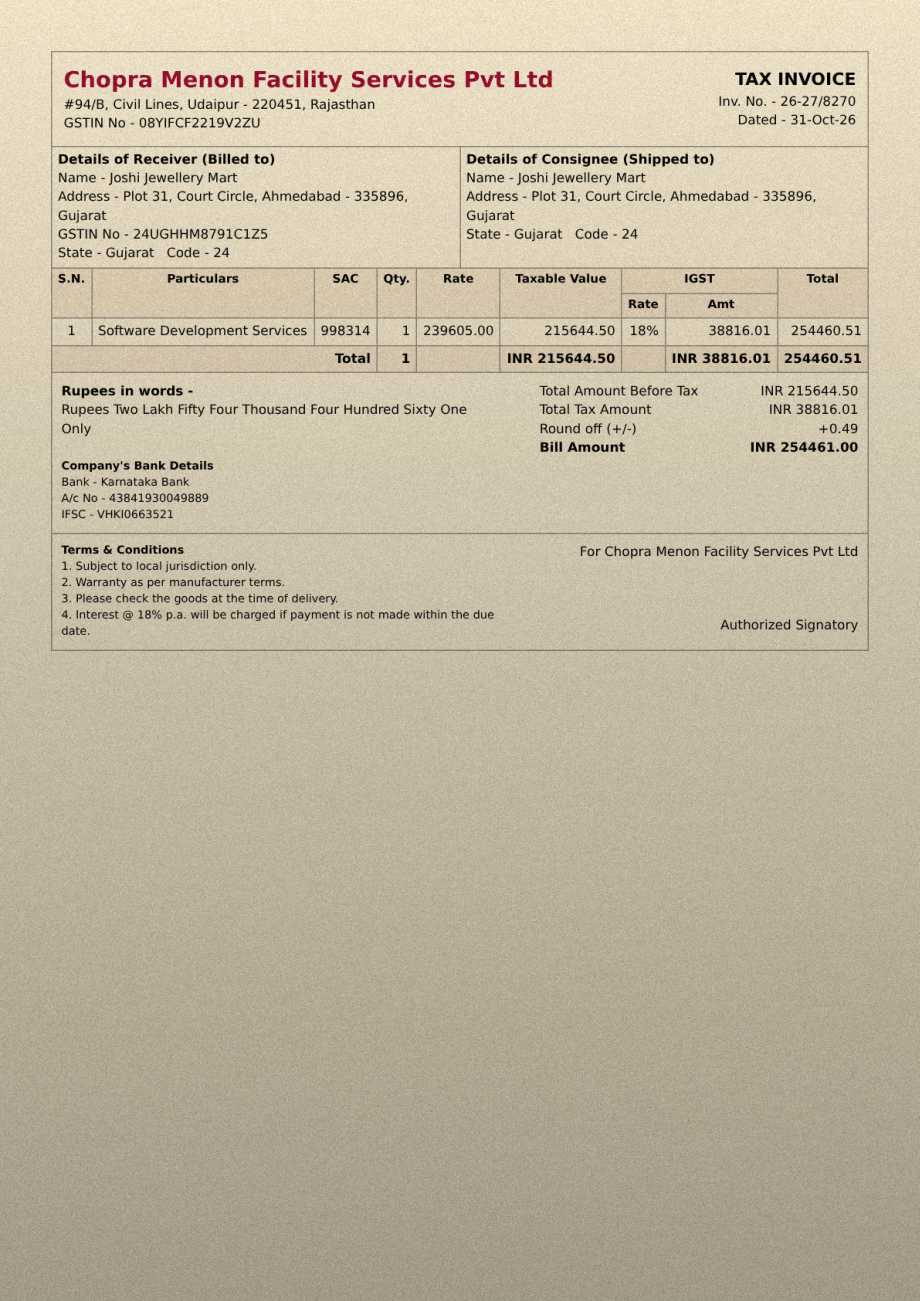 Chopra Menon Facility Services Pvt Ltd
#94/B, Civil Lines, Udaipur - 220451, Rajasthan
GSTIN No - 08YIFCF2219V2ZU
TAX INVOICE
Inv. No. - 26-27/8270
Dated - 31-Oct-26
Details of Receiver (Billed to)
Name - Joshi Jewellery Mart
Address - Plot 31, Court Circle, Ahmedabad - 335896,
Gujarat
GSTIN No - 24UGHHM8791C1Z5
State - Gujarat Code - 24
Details of Consignee (Shipped to)
Name - Joshi Jewellery Mart
Address - Plot 31, Court Circle, Ahmedabad - 335896,
Gujarat
State - Gujarat Code - 24
S.N. Particulars SAC Qty. Rate Taxable Value IGST Total
Rate Amt
1 Software Development Services 998314 1 239605.00 215644.50 18% 38816.01 254460.51
Total 1 INR 215644.50 INR 38816.01 254460.51
Rupees in words -
Rupees Two Lakh Fifty Four Thousand Four Hundred Sixty One
Only
Company's Bank Details
Bank - Karnataka Bank
A/c No - 43841930049889
IFSC - VHKI0663521
Total Amount Before Tax INR 215644.50
Total Tax Amount INR 38816.01
Round off (+/-) +0.49
Bill Amount INR 254461.00
Terms & Conditions
1. Subject to local jurisdiction only.
2. Warranty as per manufacturer terms.
3. Please check the goods at the time of delivery.
4. Interest @ 18% p.a. will be charged if payment is not made within the due
date.
For Chopra Menon Facility Services Pvt Ltd
Authorized Signatory